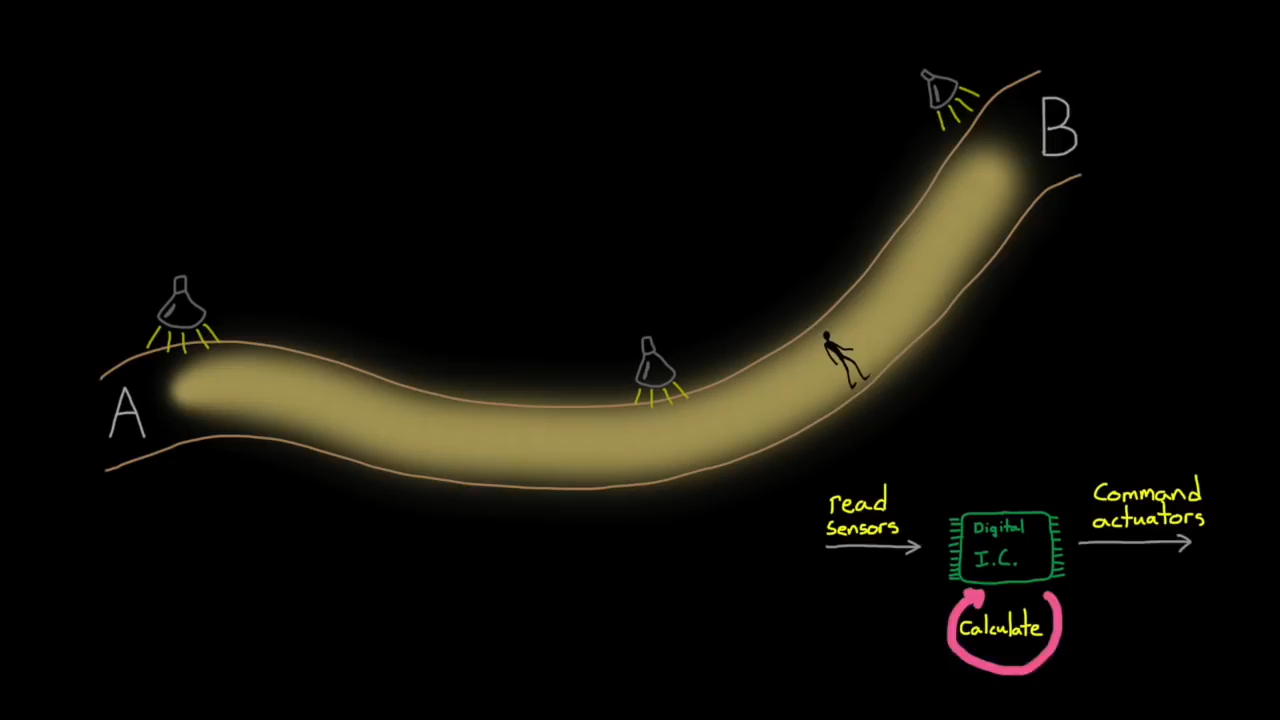 B
A
read
sensors
Digital
I.C.
Command
actuators
Calculate